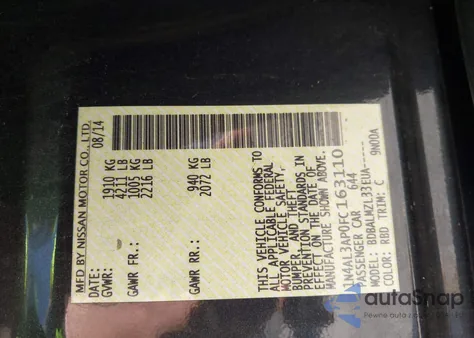 MFD BY NISSAN MOTOR CO., LTD.
DATE: 08/14
GVWR: 1910 KG
4211 LB
GAWR FR.: 1005 KG
2216 LB
GAWR RR.: 940 KG
2072 LB
THIS VEHICLE CONFORMS TO
ALL APPLICABLE FEDERAL
MOTOR VEHICLE SAFETY,
BUMPER, AND THEFT
PREVENTION STANDARDS IN
EFFECT ON THE DATE OF
MANUFACTURE SHOWN ABOVE.
1N4AL3AP0FC163110
PASSENGER CAR 644
MODEL: BDBALMZL33EUA----- 9N00A
COLOR: RBD TRIM: C
autoSnap
Pewne auta z